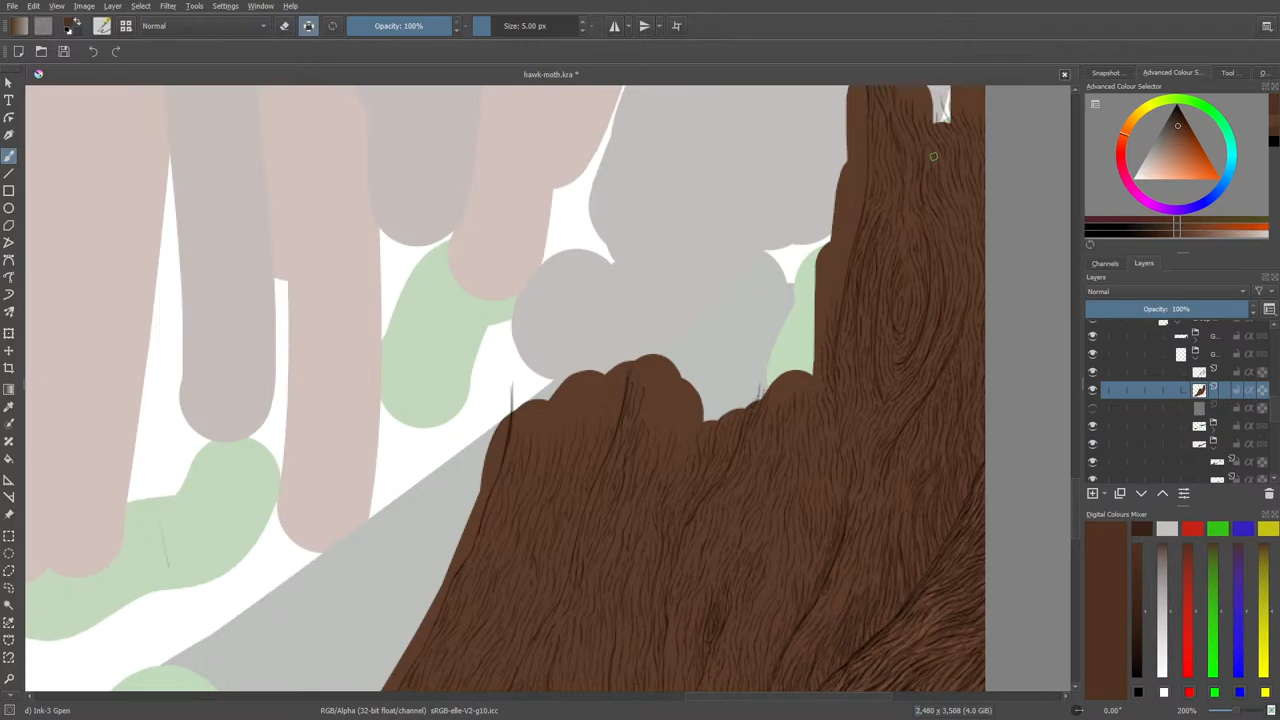 File Edit View Image Layer Select Filter Tools Settings Window Help
Normal Opacity: 100% Size: 5.00 px
hawk-moth.kra *
Snapshot ... Advanced Colour S... Tool ... O...
Advanced Colour Selector
Channels Layers
Layers
Normal
Opacity: 100%
G...
G...
Digital Colours Mixer
d) Ink-3 Gpen RGB/Alpha (32-bit float/channel) sRGB-elle-V2-g10.icc 2,480 x 3,508 (4.0 GiB) 0.00° 200%